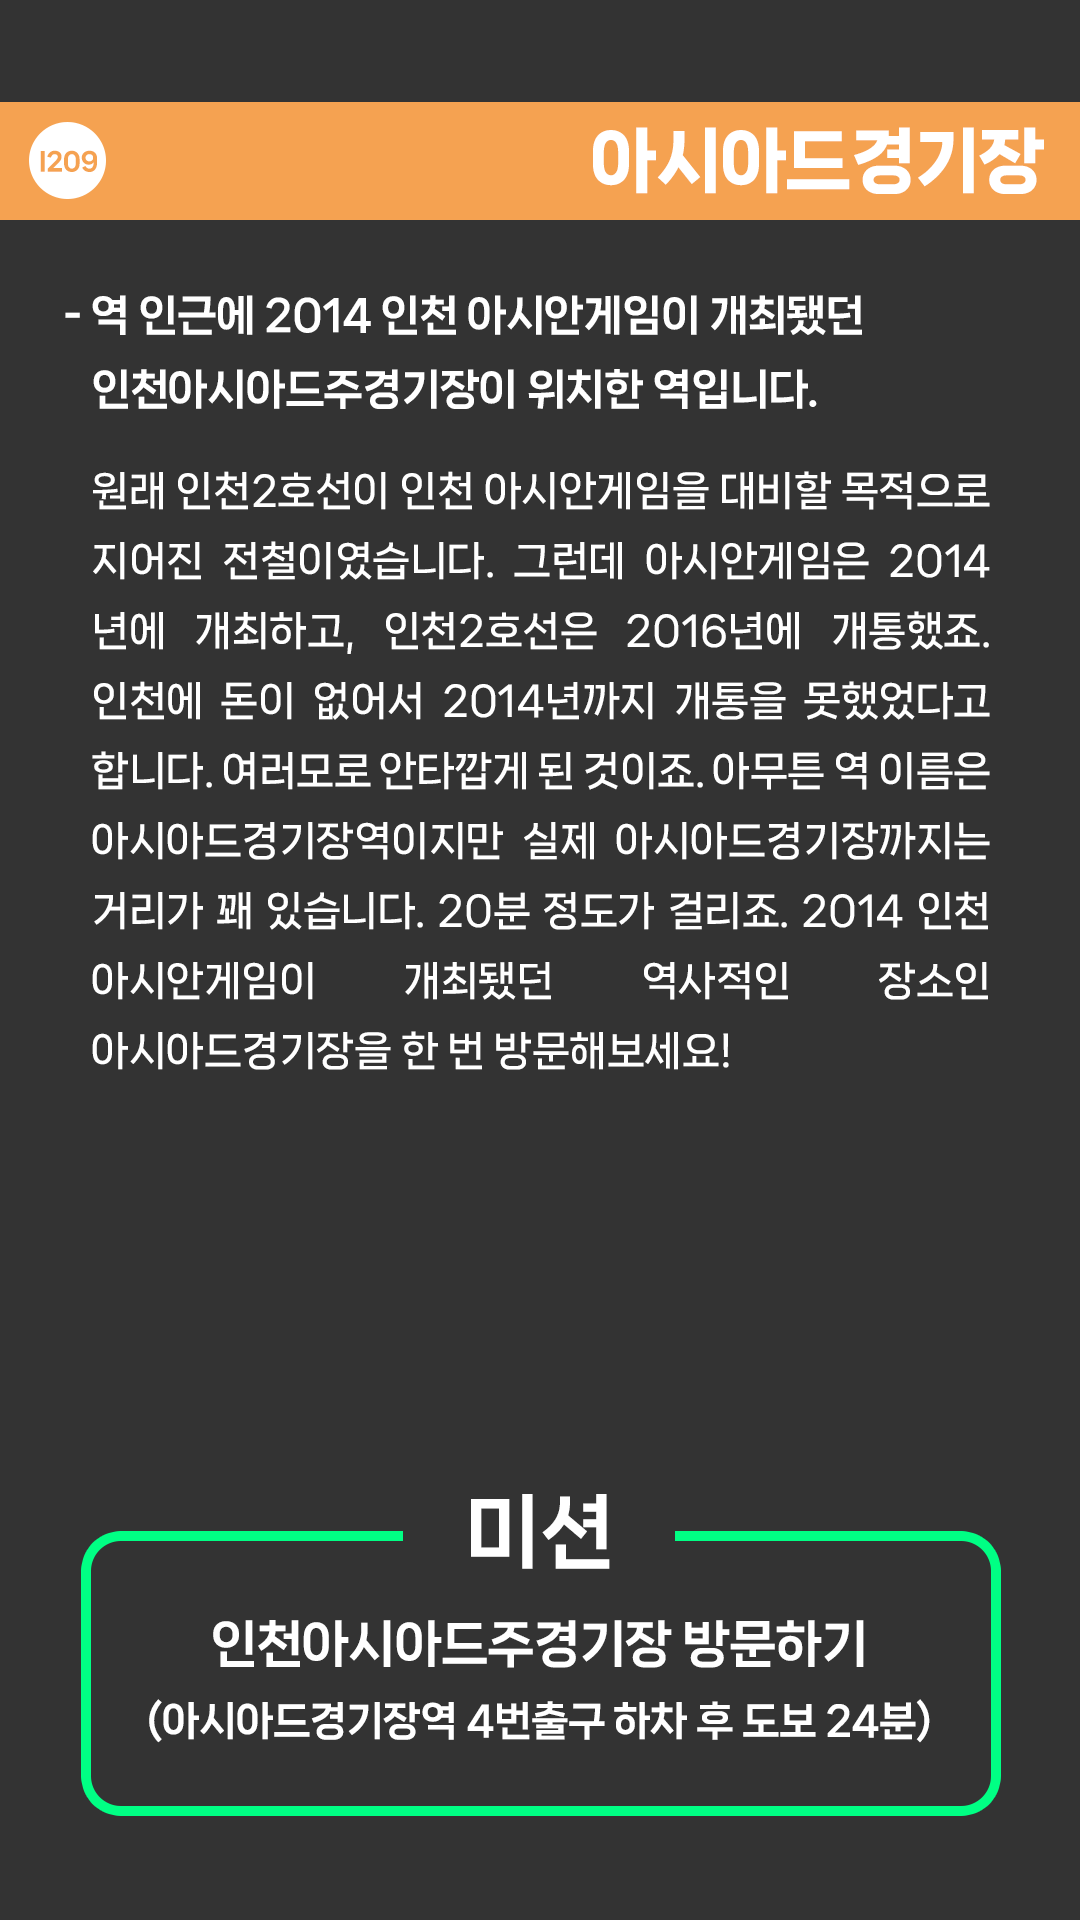 I209
아시아드경기장
- 역 인근에 2014 인천 아시안게임이 개최됐던
인천아시아드주경기장이 위치한 역입니다.
원래 인천2호선이 인천 아시안게임을 대비할 목적으로
지어진 전철이였습니다. 그런데 아시안게임은 2014
년에 개최하고, 인천2호선은 2016년에 개통했죠.
인천에 돈이 없어서 2014년까지 개통을 못했었다고
합니다. 여러모로 안타깝게 된 것이죠. 아무튼 역 이름은
아시아드경기장역이지만 실제 아시아드경기장까지는
거리가 꽤 있습니다. 20분 정도가 걸리죠. 2014 인천
아시안게임이 개최됐던 역사적인 장소인
아시아드경기장을 한 번 방문해보세요!
미션
인천아시아드주경기장 방문하기
(아시아드경기장역 4번출구 하차 후 도보 24분)